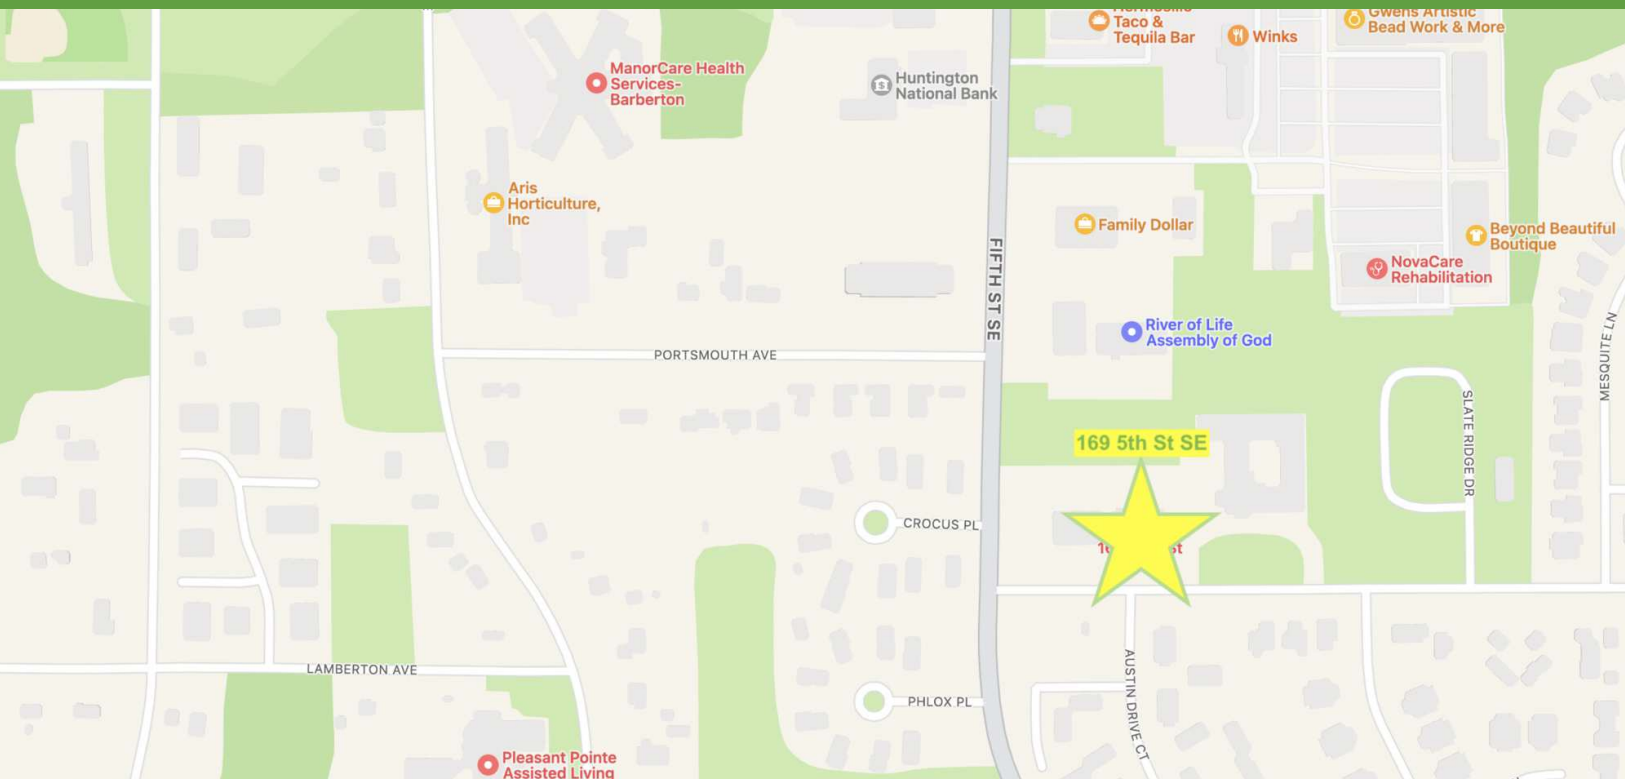 Taco &
Tequila Bar
Winks
Gwens Artistic
Bead Work & More
ManorCare Health
Services-
Barberton
Huntington
National Bank
Aris
Horticulture,
Inc
Family Dollar
Beyond Beautiful
Boutique
NovaCare
Rehabilitation
FIFTH ST SE
River of Life
Assembly of God
MESQUITE LN
PORTSMOUTH AVE
SLATE RIDGE DR
169 5th St SE
CROCUS PL
LAMBERTON AVE
AUSTIN DRIVE CT
PHLOX PL
Pleasant Pointe
Assisted Living